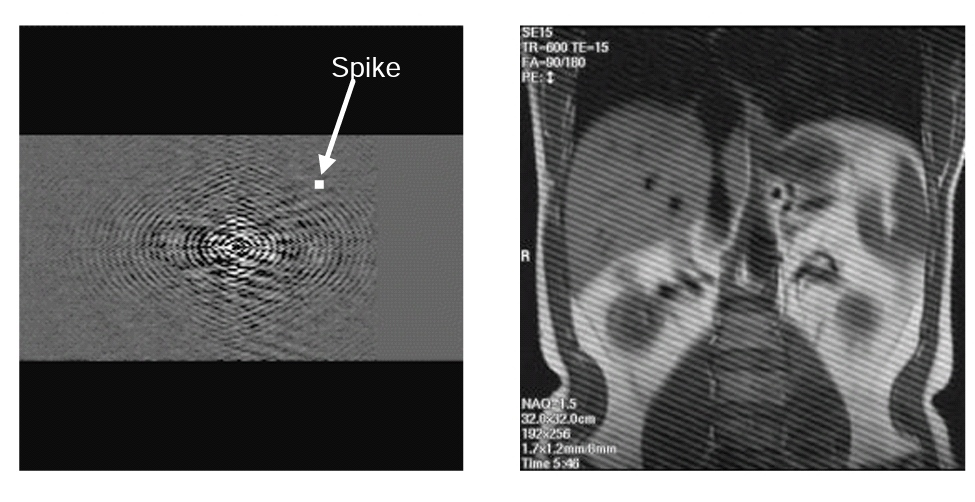 Spike
SE15
TR=600 TE=15
FA=90/180
PE: ↕
R
NAQ=1.5
32.0x32.0cm
192x256
1.7x1.2mm/6mm
Time 5:46